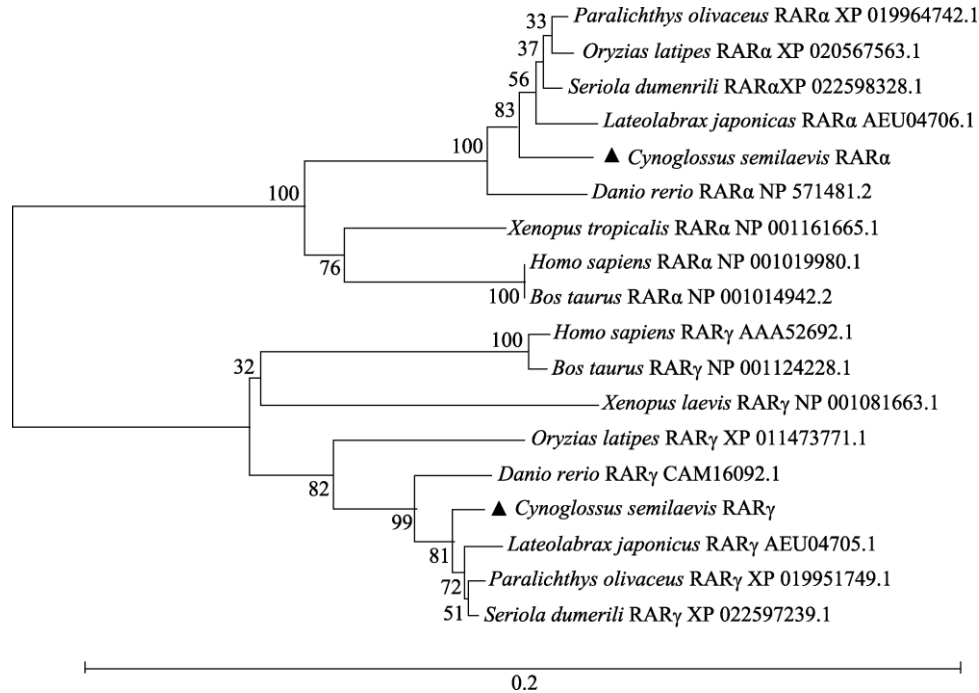 33
Paralichthys olivaceus RARα XP 019964742.1
37
Oryzias latipes RARα XP 020567563.1
56
Seriola dumenrili RARαXP 022598328.1
83
Lateolabrax japonicas RARα AEU04706.1
100
▲ Cynoglossus semilaevis RARα
100
Danio rerio RARα NP 571481.2
Xenopus tropicalis RARα NP 001161665.1
76
Homo sapiens RARα NP 001019980.1
100
Bos taurus RARα NP 001014942.2
100
Homo sapiens RARγ AAA52692.1
32
Bos taurus RARγ NP 001124228.1
Xenopus laevis RARγ NP 001081663.1
Oryzias latipes RARγ XP 011473771.1
82
Danio rerio RARγ CAM16092.1
99
▲ Cynoglossus semilaevis RARγ
81
Lateolabrax japonicus RARγ AEU04705.1
72
Paralichthys olivaceus RARγ XP 019951749.1
51
Seriola dumerili RARγ XP 022597239.1
0.2